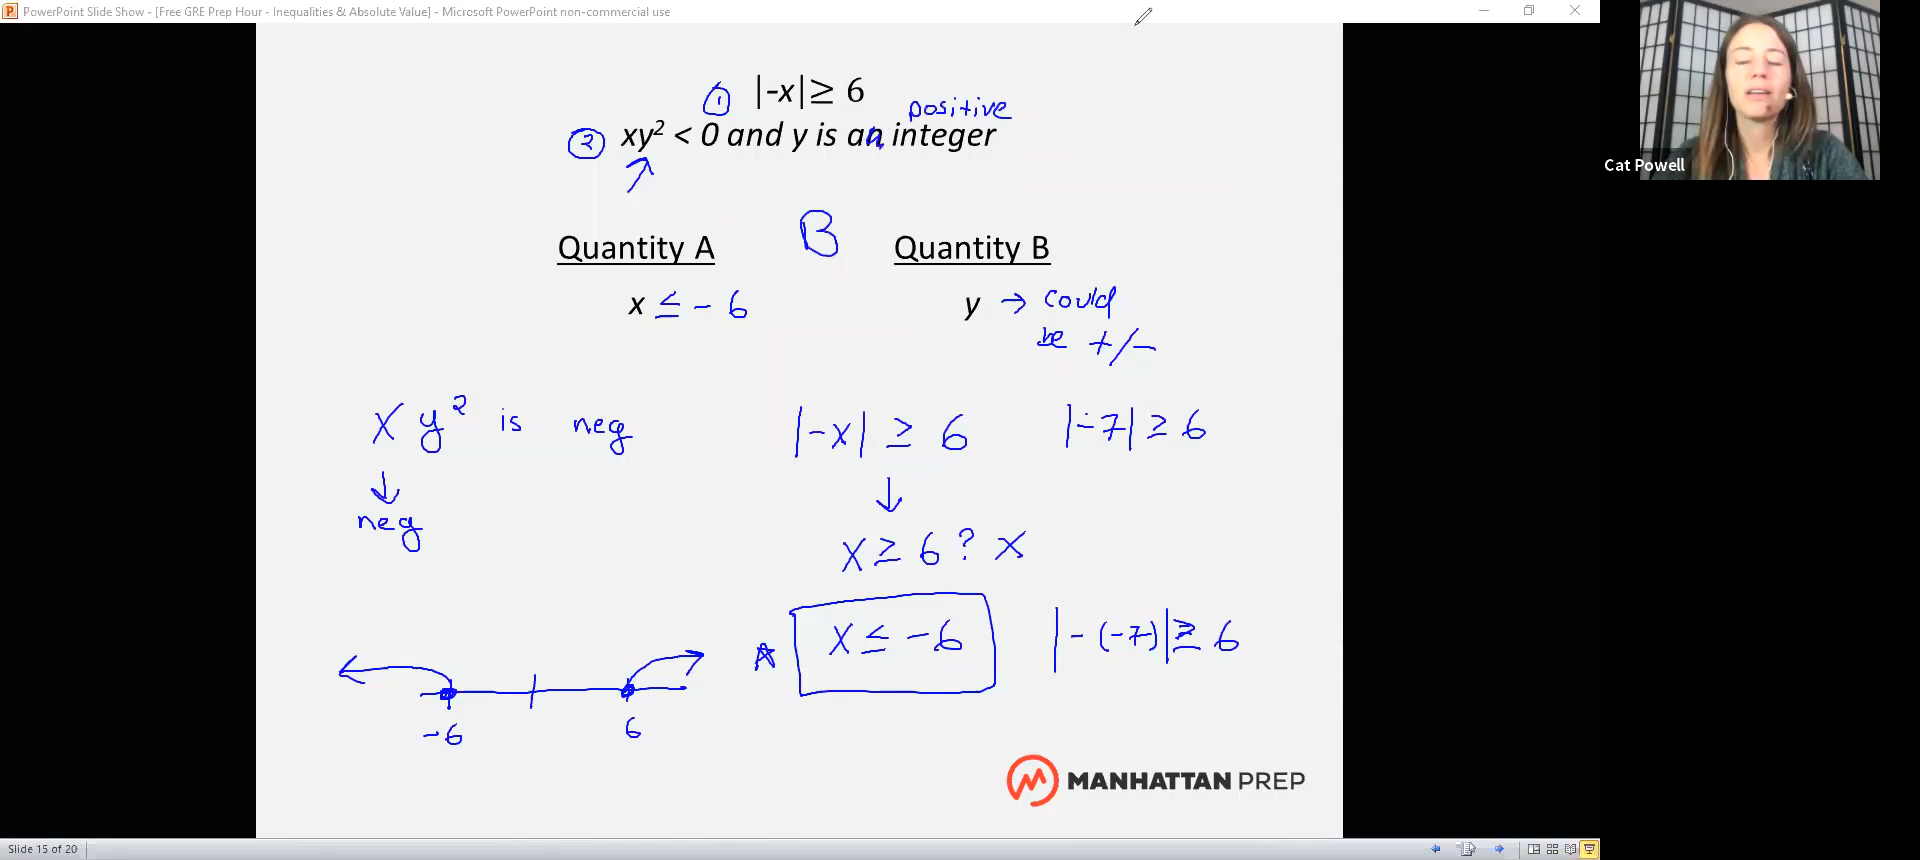 PowerPoint Slide Show - [Free GRE Prep Hour - Inequalities & Absolute Value] - Microsoft PowerPoint non-commercial use
① |-x| ≥ 6
positive
② xy² < 0 and y is an integer
Quantity A B Quantity B
x ≤ -6 y → could
be +/-
x y² is neg |-x| ≥ 6 |-7| ≥ 6
↓ ↓
neg x ≥ 6? X
x ≤ -6 |-(-7)| ≥ 6
-6 6
MANHATTAN PREP
Cat Powell
Slide 15 of 20